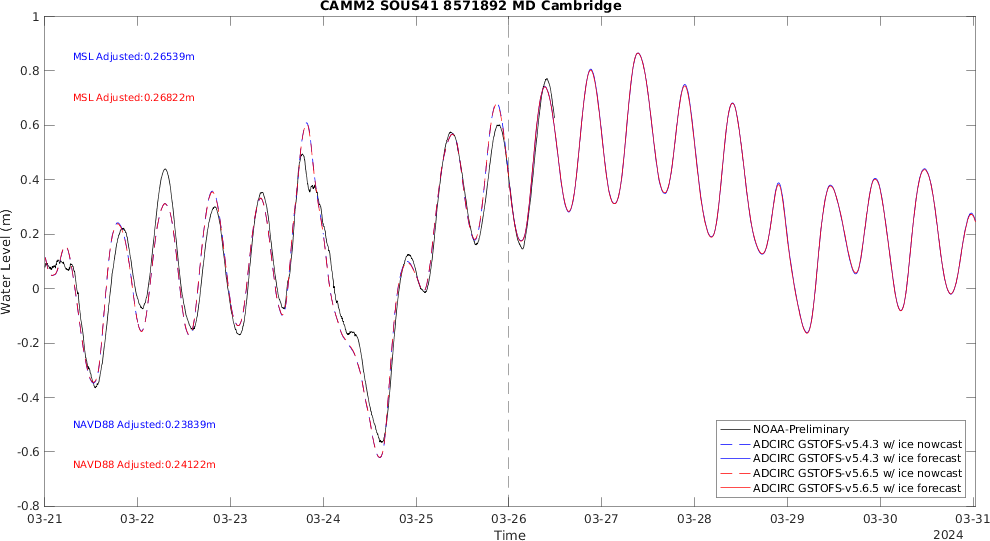 CAMM2 SOUS41 8571892 MD Cambridge
1
0.8
0.6
0.4
0.2
0
-0.2
-0.4
-0.6
-0.8
Water Level (m)
MSL Adjusted:0.26539m
MSL Adjusted:0.26822m
NAVD88 Adjusted:0.23839m
NAVD88 Adjusted:0.24122m
NOAA-Preliminary
ADCIRC GSTOFS-v5.4.3 w/ ice nowcast
ADCIRC GSTOFS-v5.4.3 w/ ice forecast
ADCIRC GSTOFS-v5.6.5 w/ ice nowcast
ADCIRC GSTOFS-v5.6.5 w/ ice forecast
03-21 03-22 03-23 03-24 03-25 03-26 03-27 03-28 03-29 03-30 03-31
Time
2024